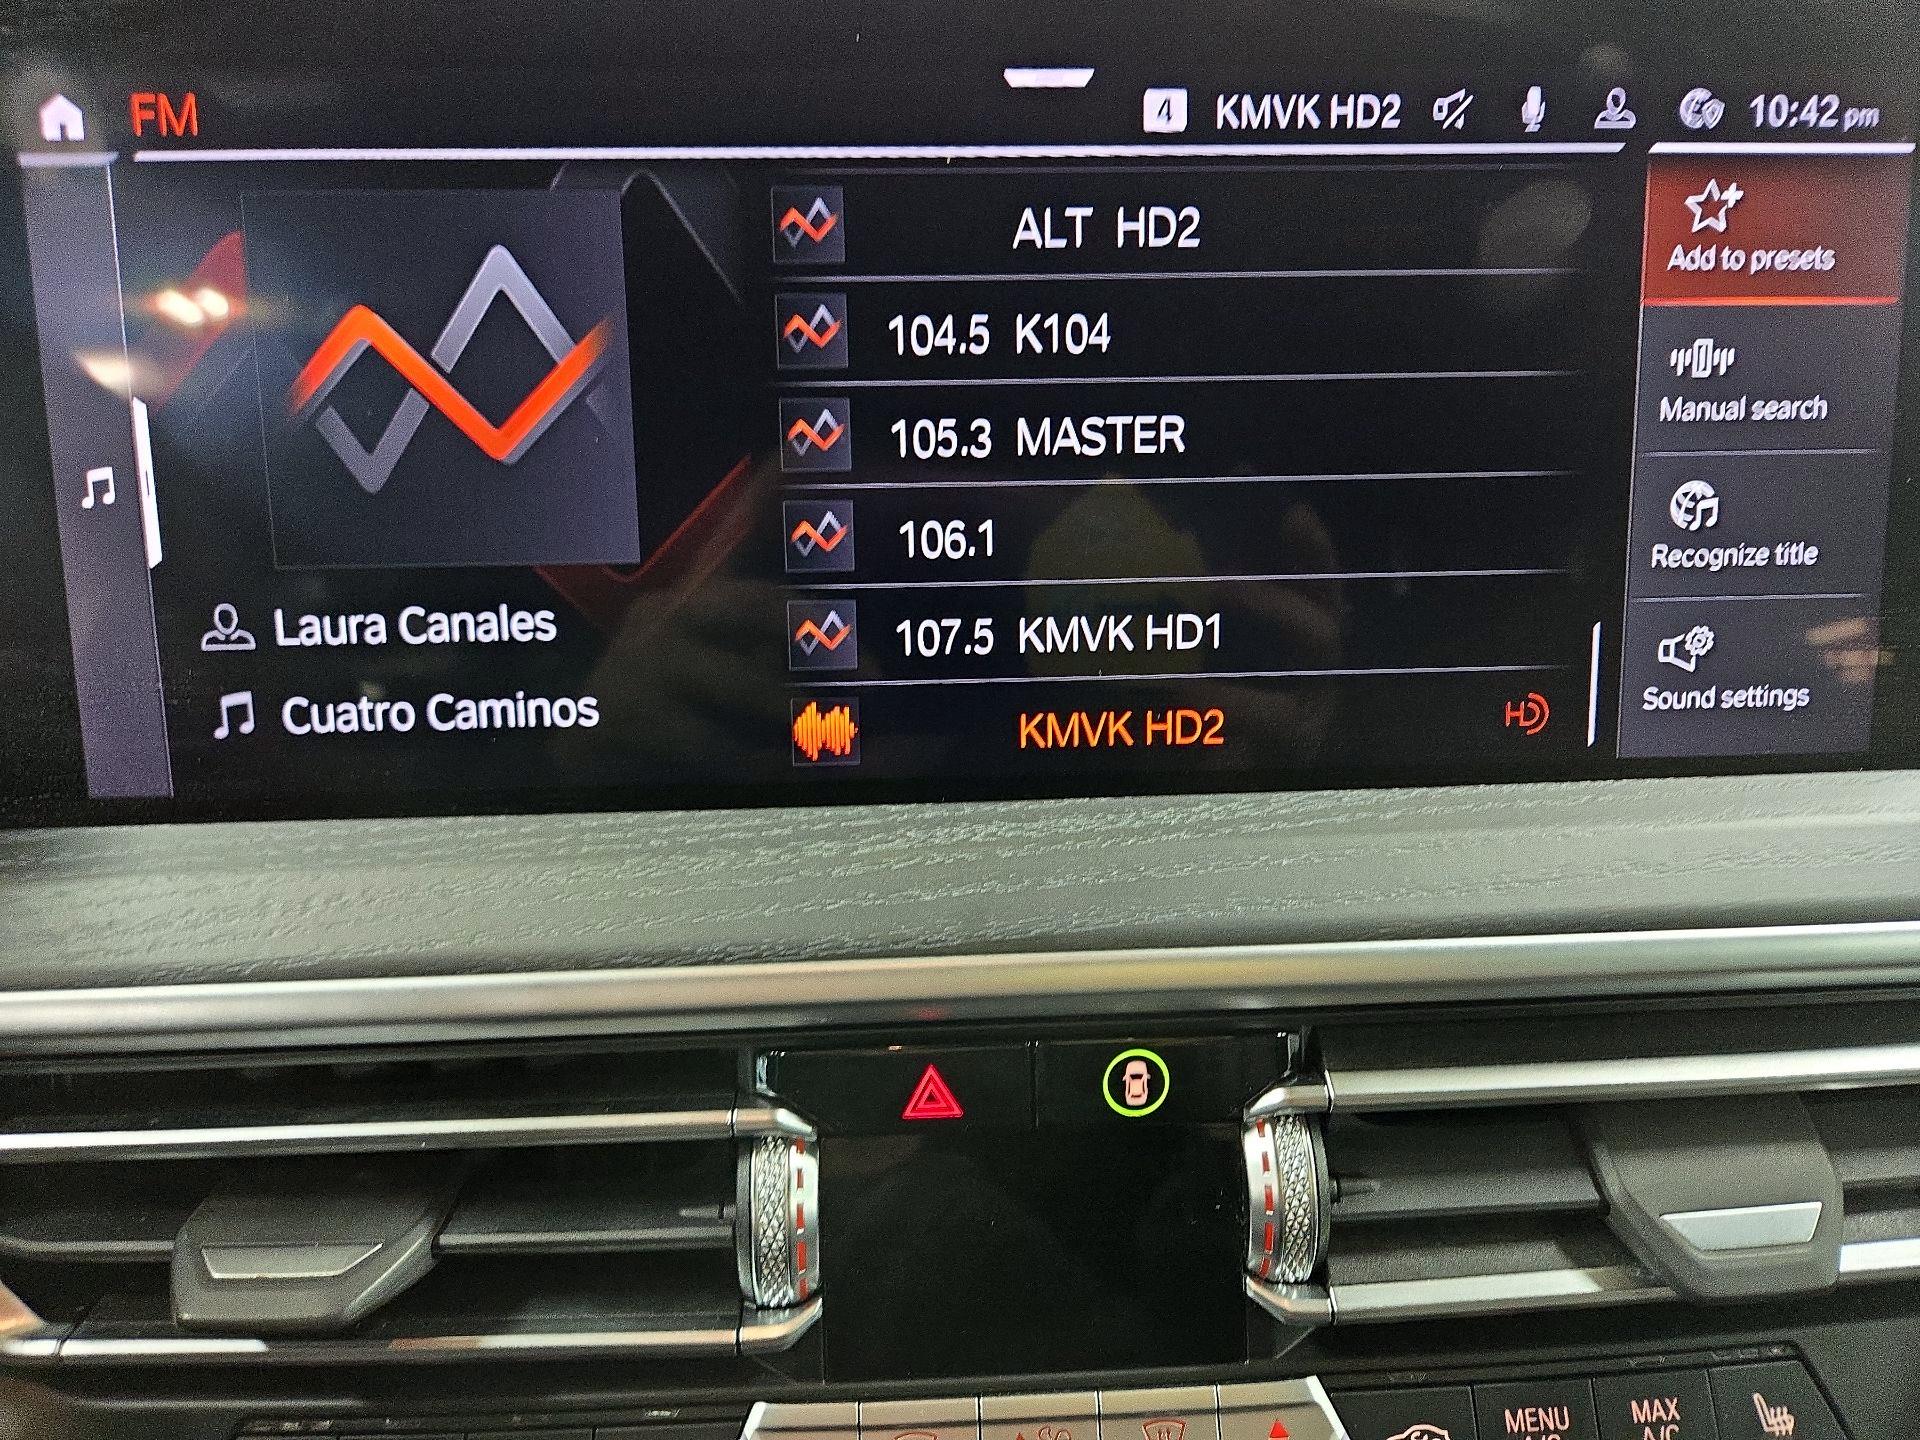 FM
4 KMVK HD2 10:42 pm
ALT HD2
104.5 K104
105.3 MASTER
106.1
107.5 KMVK HD1
KMVK HD2 HD
Laura Canales
Cuatro Caminos
Add to presets
Manual search
Recognize title
Sound settings
MENU
A/C
MAX
A/C